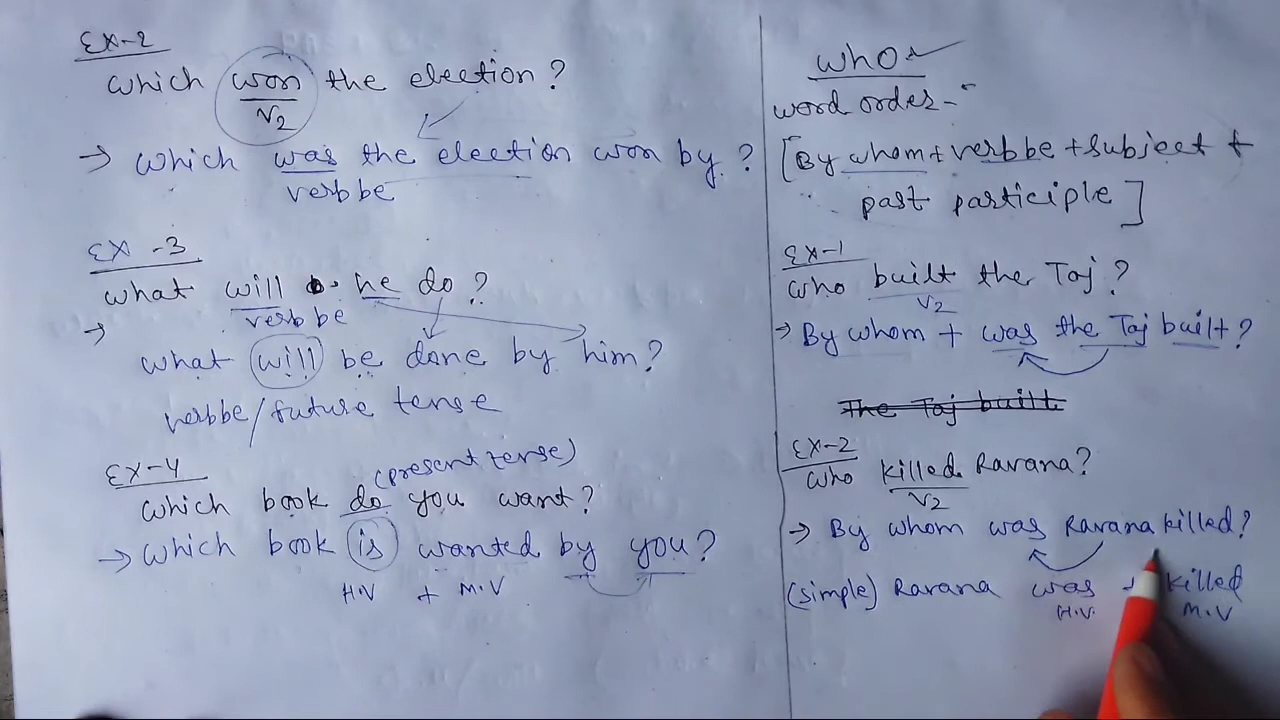 Ex-2
Which won the election?
V2
→ Which was the election won by?
verb be
Ex-3
What will he do?
verb be
→
What will be done by him?
verb be/future tense
Ex-4
(present tense)
Which book do you want?
→ Which book is wanted by you?
H.V + M.V
Who
word order-
[By whom + verb be + subject +
past participle]
Ex-1
Who built the Taj?
V2
→ By whom + was the Taj built?
The Taj built
Ex-2
Who killed Ravana?
V2
→ By whom was Ravana killed?
(simple) Ravana was + killed
H.V. M.V